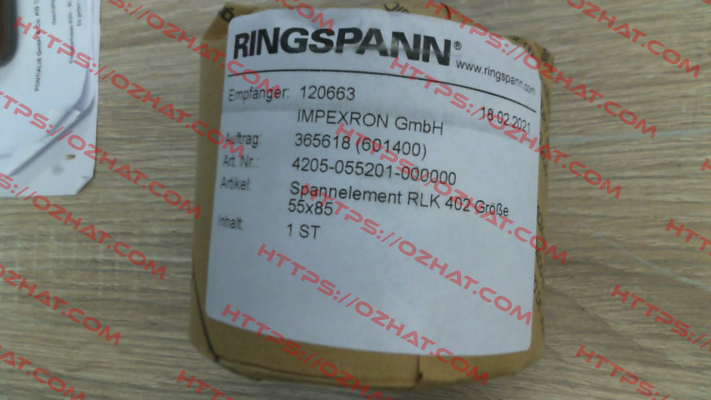 RINGSPANN®
www.ringspann.com
Empfänger: 120663 18.02.2021
IMPEXRON GmbH
Auftrag: 365618 (601400)
Art. Nr.: 4205-055201-000000
Artikel: Spannelement RLK 402 Größe
55x85
Inhalt: 1 ST
HTTPS://OZHAT.COM